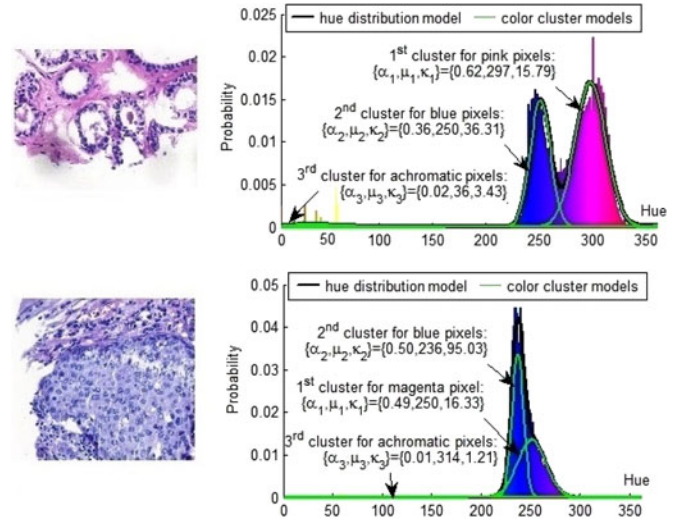 0.025
0.02
0.015
0.01
0.005
0
Probability
hue distribution model
color cluster models
1st cluster for pink pixels:
{α1,μ1,κ1}={0.62,297,15.79}
2nd cluster for blue pixels:
{α2,μ2,κ2}={0.36,250,36.31}
3rd cluster for achromatic pixels:
{α3,μ3,κ3}={0.02,36,3.43}
Hue
0 50 100 150 200 250 300 350
0.05
0.04
0.03
0.02
0.01
0
Probability
hue distribution model
color cluster models
2nd cluster for blue pixels:
{α2,μ2,κ2}={0.50,236,95.03}
1st cluster for magenta pixel:
{α1,μ1,κ1}={0.49,250,16.33}
3rd cluster for achromatic pixels:
{α3,μ3,κ3}={0.01,314,1.21}
Hue
0 50 100 150 200 250 300 350